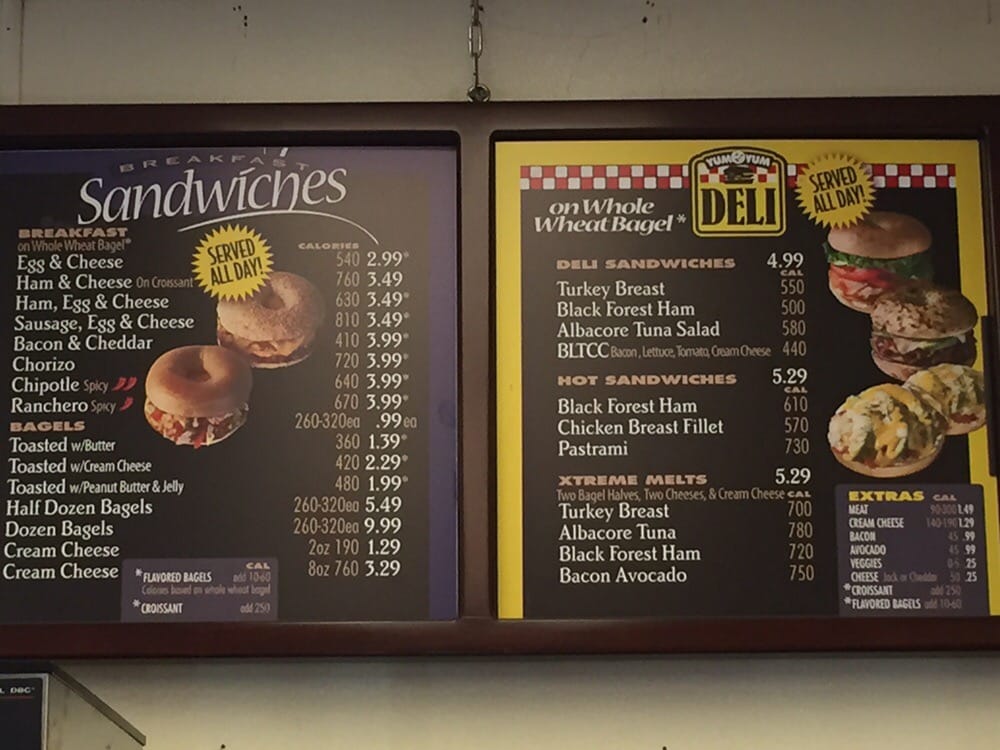 BREAKFAST
Sandwiches
SERVED ALL DAY!
BREAKFAST
on Whole Wheat Bagel*
CALORIES
Egg & Cheese 540 2.99*
Ham & Cheese On Croissant 760 3.49
Ham, Egg & Cheese 630 3.49*
Sausage, Egg & Cheese 810 3.49*
Bacon & Cheddar 410 3.99*
Chorizo 720 3.99*
Chipotle Spicy 640 3.99*
Ranchero Spicy 670 3.99*
BAGELS 260-320ea .99 ea
Toasted w/Butter 360 1.39*
Toasted w/Cream Cheese 420 2.29*
Toasted w/Peanut Butter & Jelly 480 1.99*
Half Dozen Bagels 260-320ea 5.49
Dozen Bagels 260-320ea 9.99
Cream Cheese 2oz 190 1.29
Cream Cheese 8oz 760 3.29
CAL
*FLAVORED BAGELS add 10-60
Calories based on whole wheat bagel
*CROISSANT add 250
YUM YUM
DELI
SERVED ALL DAY!
on Whole
Wheat Bagel*
DELI SANDWICHES 4.99
CAL
Turkey Breast 550
Black Forest Ham 500
Albacore Tuna Salad 580
BLTCC Bacon, Lettuce, Tomato, Cream Cheese 440
HOT SANDWICHES 5.29
CAL
Black Forest Ham 610
Chicken Breast Fillet 570
Pastrami 730
XTREME MELTS 5.29
Two Bagel Halves, Two Cheeses, & Cream Cheese CAL
Turkey Breast 700
Albacore Tuna 780
Black Forest Ham 720
Bacon Avocado 750
EXTRAS CAL
MEAT 1.49
CREAM CHEESE 140-190 1.29
BACON 45 .99
AVOCADO 45 .99
VEGGIES 0-5 .25
CHEESE Jack or Cheddar 50 .25
*CROISSANT add 250
*FLAVORED BAGELS add 10-60